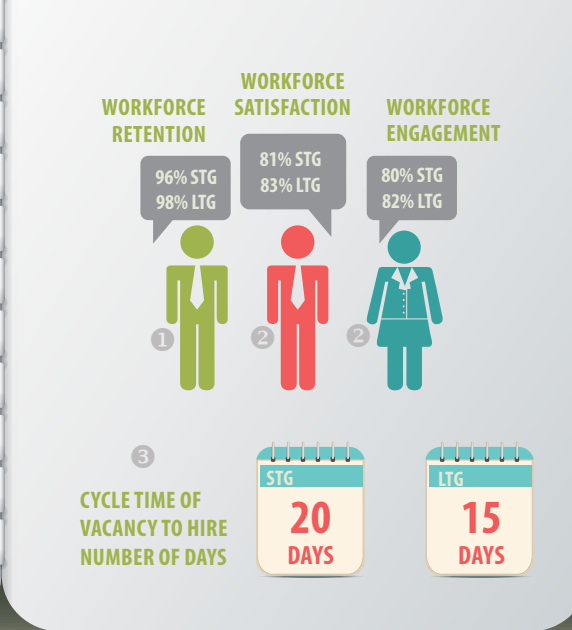 WORKFORCE
RETENTION
96% STG
98% LTG
1
WORKFORCE
SATISFACTION
81% STG
83% LTG
2
WORKFORCE
ENGAGEMENT
80% STG
82% LTG
2
3
CYCLE TIME OF
VACANCY TO HIRE
NUMBER OF DAYS
STG
20
DAYS
LTG
15
DAYS